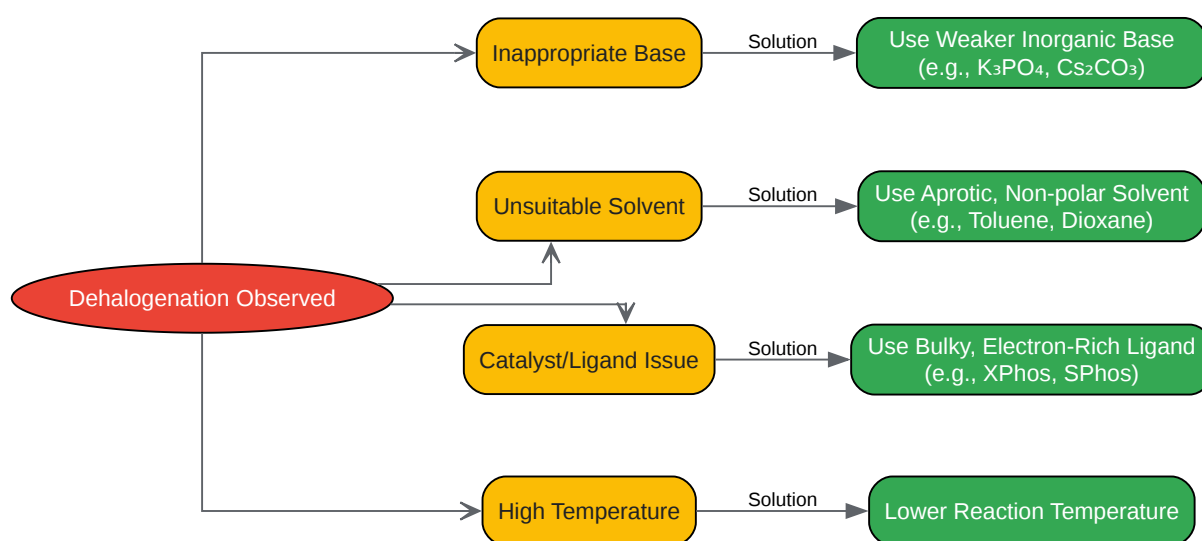 Inappropriate Base
Solution
Use Weaker Inorganic Base
(e.g., K₃PO₄, Cs₂CO₃)
Unsuitable Solvent
Solution
Use Aprotic, Non-polar Solvent
(e.g., Toluene, Dioxane)
Dehalogenation Observed
Catalyst/Ligand Issue
Solution
Use Bulky, Electron-Rich Ligand
(e.g., XPhos, SPhos)
High Temperature
Solution
Lower Reaction Temperature